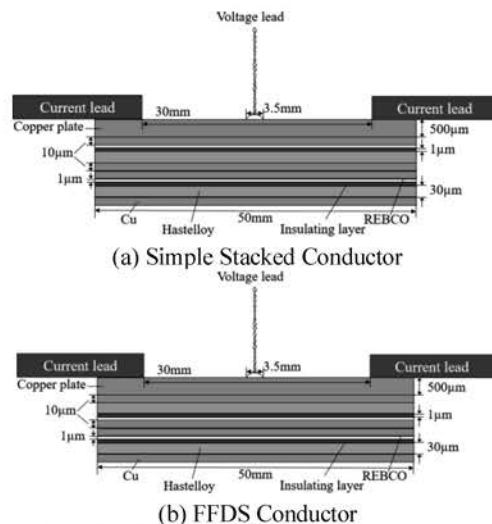 Voltage lead
Current lead
30mm
3.5mm
Current lead
Copper plate
500μm
10μm
1μm
1μm
30μm
Cu
Hastelloy
50mm
Insulating layer
REBCO
(a) Simple Stacked Conductor
Voltage lead
Current lead
30mm
3.5mm
Current lead
Copper plate
500μm
10μm
1μm
1μm
30μm
Cu
Hastelloy
50mm
Insulating layer
REBCO
(b) FFDS Conductor